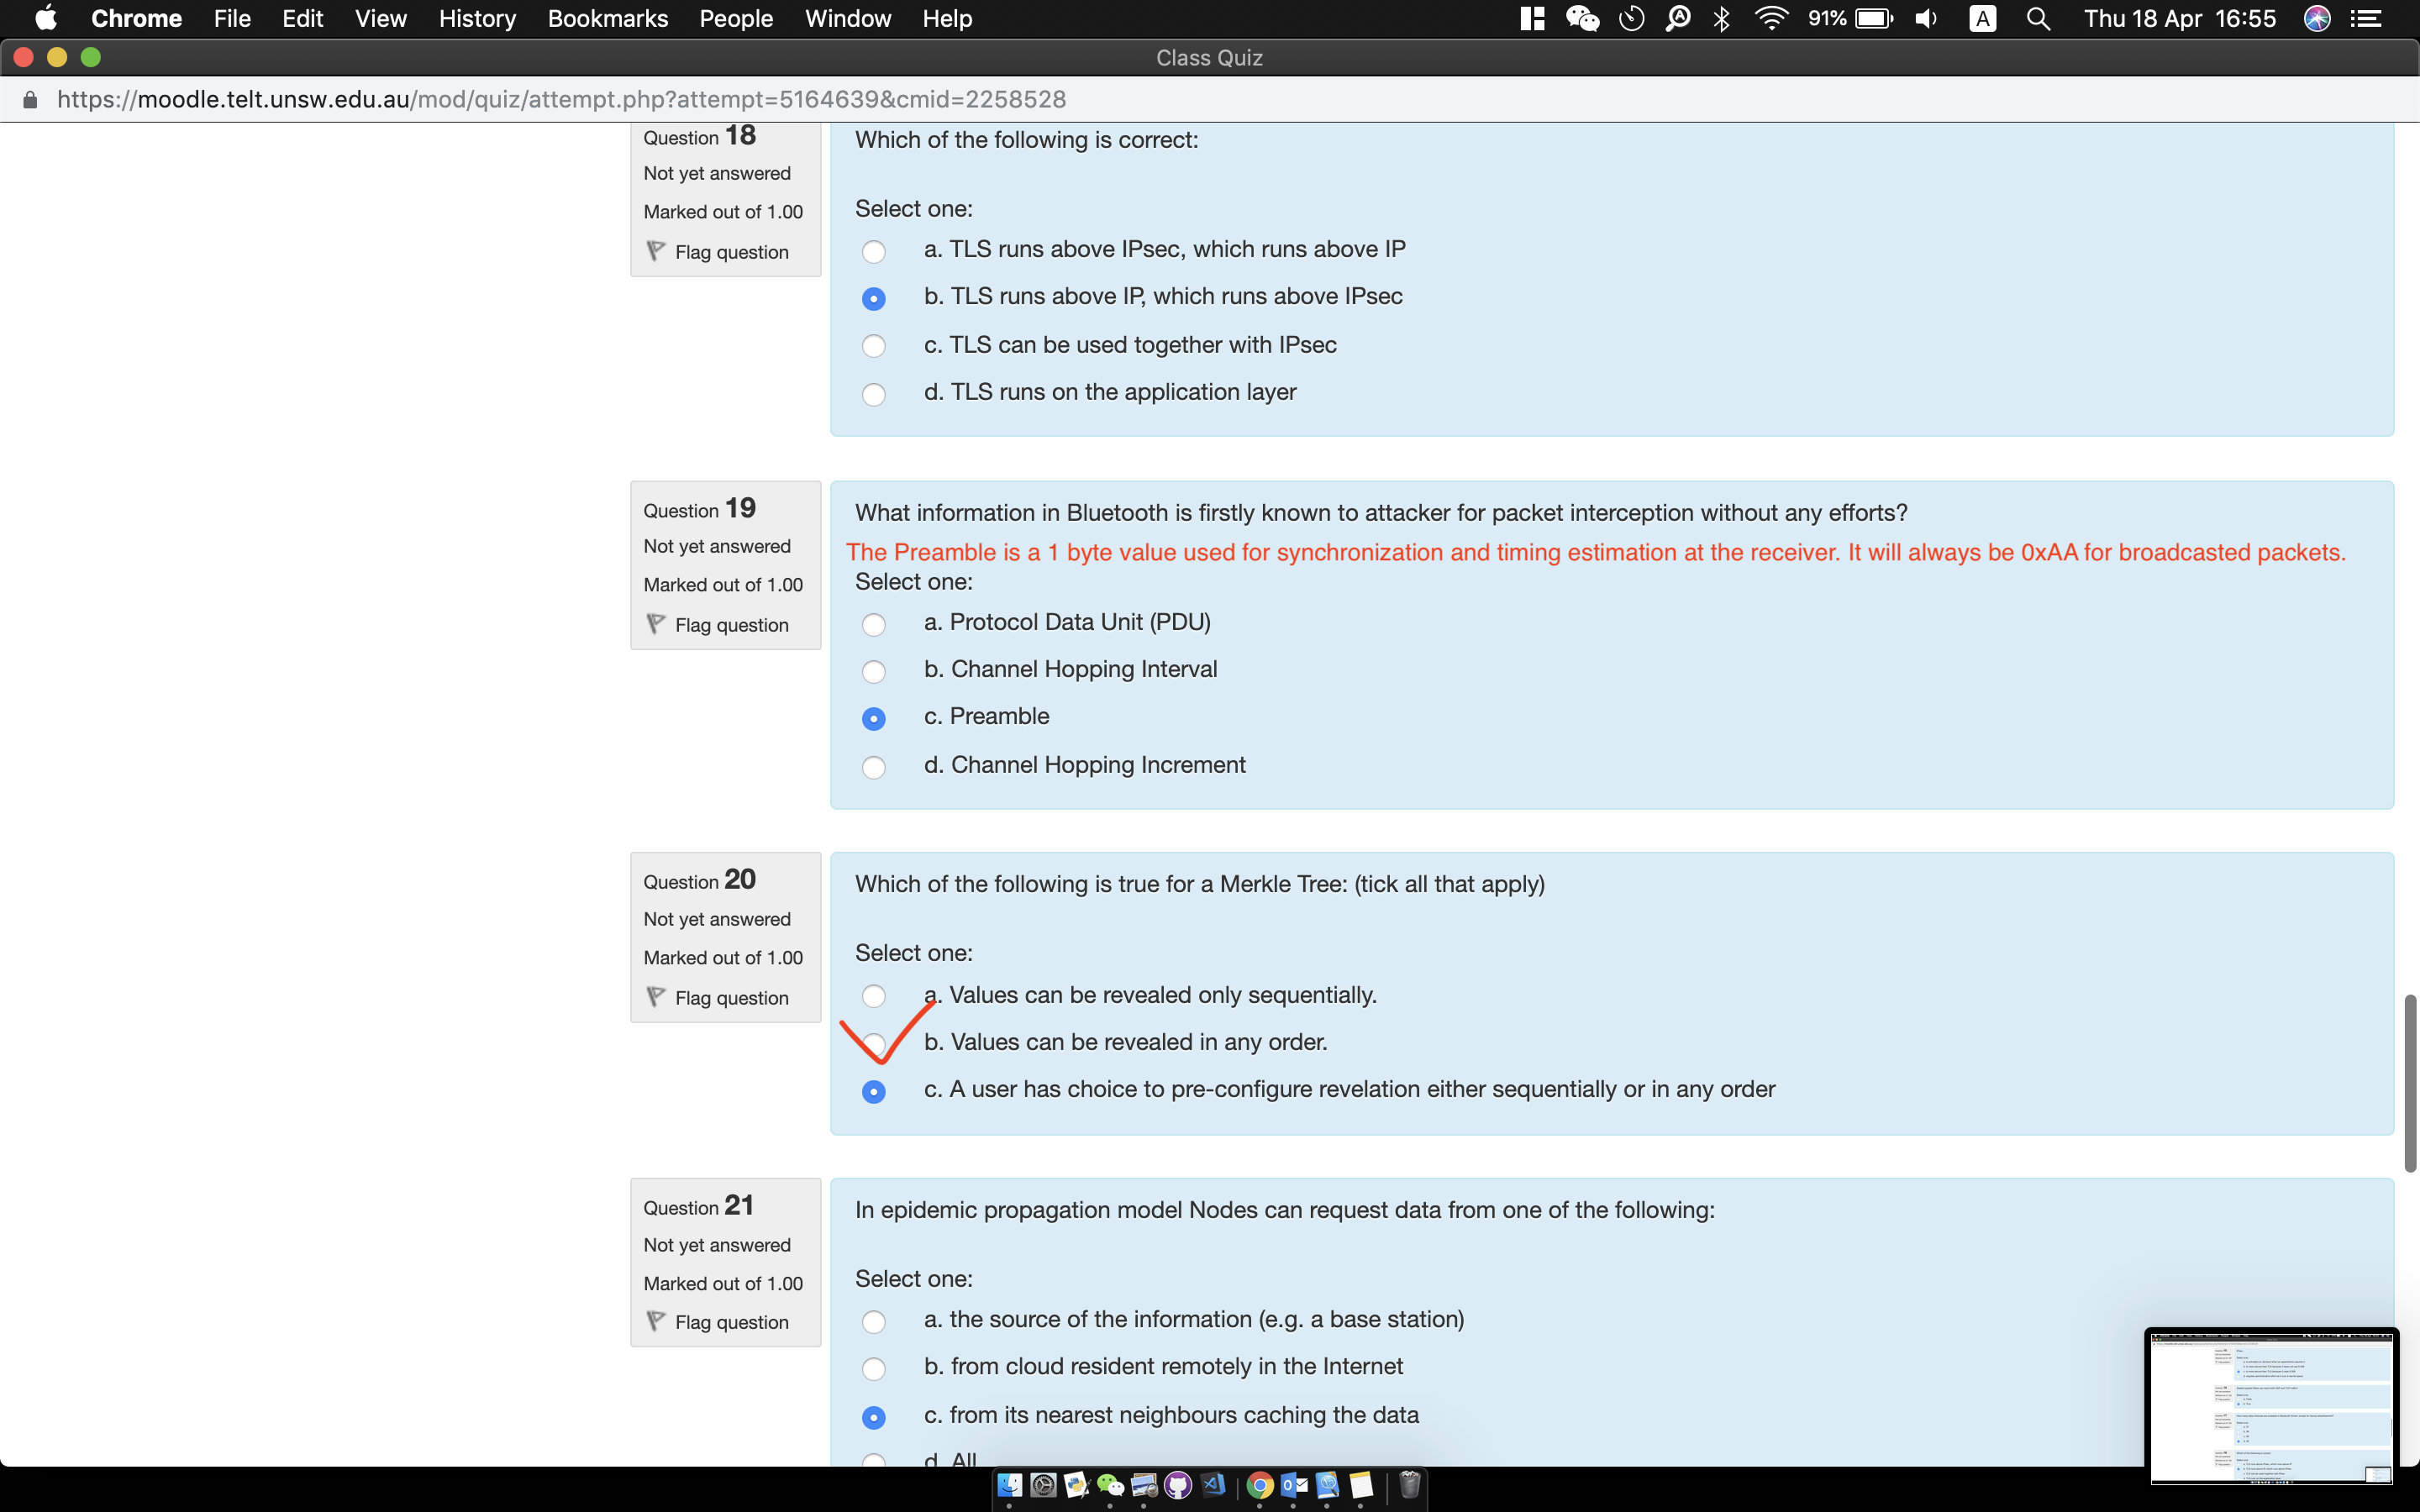 Chrome File Edit View History Bookmarks People Window Help 91% A Thu 18 Apr 16:55
Class Quiz
https://moodle.telt.unsw.edu.au/mod/quiz/attempt.php?attempt=5164639&cmid=2258528
Question 18
Not yet answered
Marked out of 1.00
Flag question
Which of the following is correct:
Select one:
a. TLS runs above IPsec, which runs above IP
b. TLS runs above IP, which runs above IPsec
c. TLS can be used together with IPsec
d. TLS runs on the application layer
Question 19
Not yet answered
Marked out of 1.00
Flag question
What information in Bluetooth is firstly known to attacker for packet interception without any efforts?
The Preamble is a 1 byte value used for synchronization and timing estimation at the receiver. It will always be 0xAA for broadcasted packets.
Select one:
a. Protocol Data Unit (PDU)
b. Channel Hopping Interval
c. Preamble
d. Channel Hopping Increment
Question 20
Not yet answered
Marked out of 1.00
Flag question
Which of the following is true for a Merkle Tree: (tick all that apply)
Select one:
a. Values can be revealed only sequentially.
b. Values can be revealed in any order.
c. A user has choice to pre-configure revelation either sequentially or in any order
Question 21
Not yet answered
Marked out of 1.00
Flag question
In epidemic propagation model Nodes can request data from one of the following:
Select one:
a. the source of the information (e.g. a base station)
b. from cloud resident remotely in the Internet
c. from its nearest neighbours caching the data
d. All